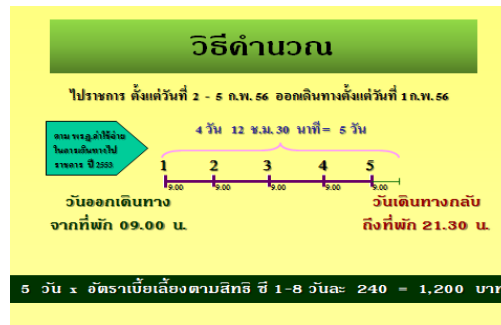 วิธีคำนวณ
ไปราชการ ตั้งแต่วันที่ 2 - 5 ก.พ. 56 ออกเดินทางตั้งแต่วันที่ 1 ก.พ. 56
ตาม พรฎ.ค่าใช้จ่าย
ในการเดินทางไป
ราชการ ปี 2553
4 วัน 12 ช.ม. 30 นาที = 5 วัน
1 2 3 4 5
9.00 9.00 9.00 9.00 9.00
วันออกเดินทาง
จากที่พัก 09.00 น.
วันเดินทางกลับ
ถึงที่พัก 21.30 น.
5 วัน x อัตราเบี้ยเลี้ยงตามสิทธิ ซี 1-8 วันละ 240 = 1,200 บาท